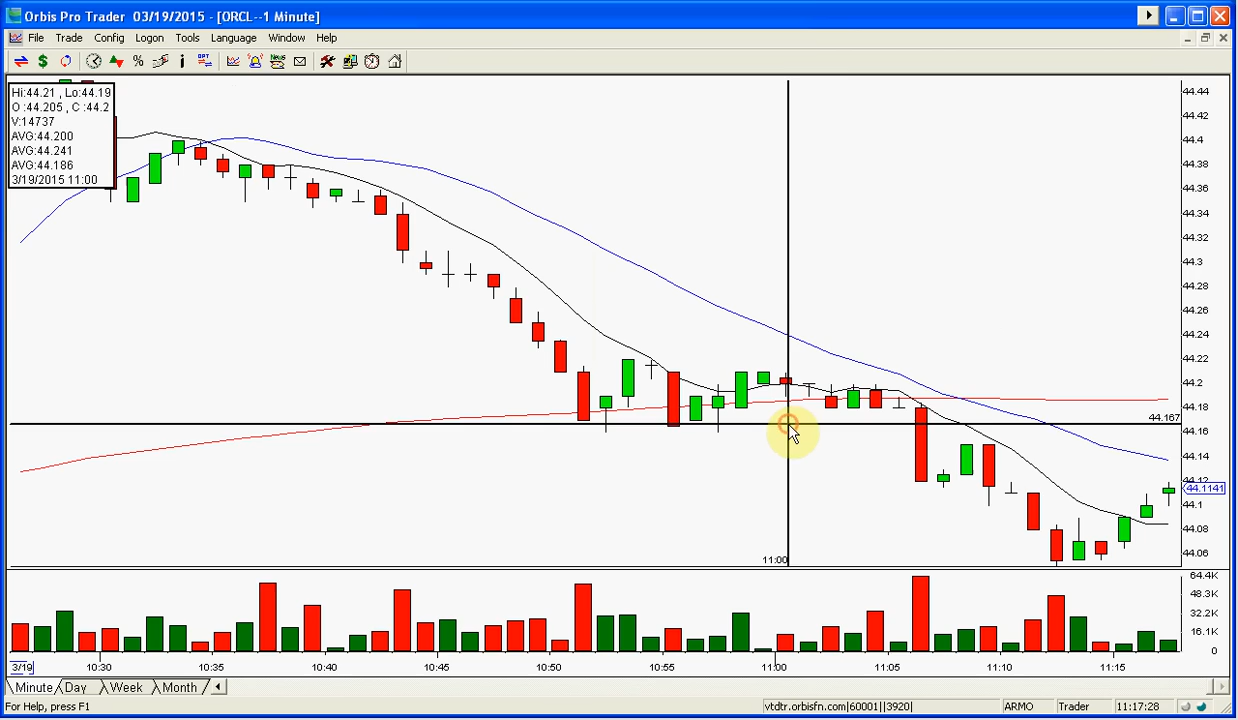 Orbis Pro Trader 03/19/2015 - [ORCL--1 Minute]
File Trade Config Logon Tools Language Window Help
Hi:44.21 , Lo:44.19
O :44.205 , C :44.2
V:14737
AVG:44.200
AVG:44.241
AVG:44.186
3/19/2015 11:00
44.44
44.42
44.4
44.38
44.36
44.34
44.32
44.3
44.28
44.26
44.24
44.22
44.2
44.18
44.167
44.16
44.14
44.12
44.1141
44.1
44.08
44.06
11:00
64.4K
48.3K
32.2K
16.1K
0
3/19 10:30 10:35 10:40 10:45 10:50 10:55 11:00 11:05 11:10 11:15
Minute Day Week Month
For Help, press F1 vtdtr.orbisfn.com|60001||3920| ARMO Trader 11:17:28